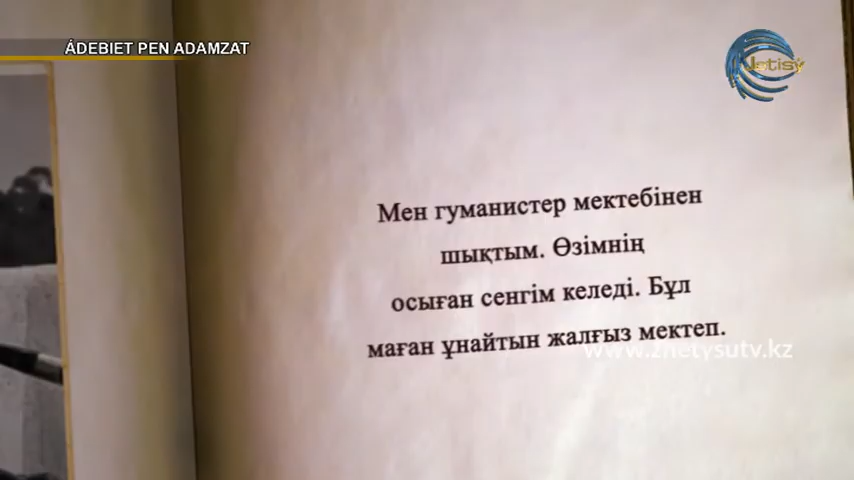 ÁDEBIET PEN ADAMZAT
Jetisý
Мен гуманистер мектебінен
шықтым. Өзімнің
осыған сенгім келеді. Бұл
маған ұнайтын жалғыз мектеп.
www.zhetysutv.kz